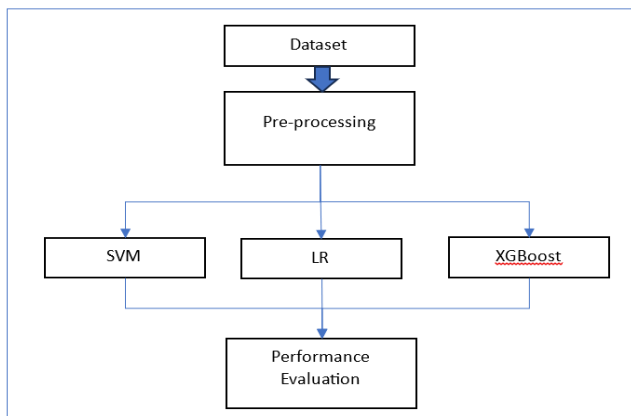 Dataset
Pre-processing
SVM
LR
XGBoost
Performance
Evaluation